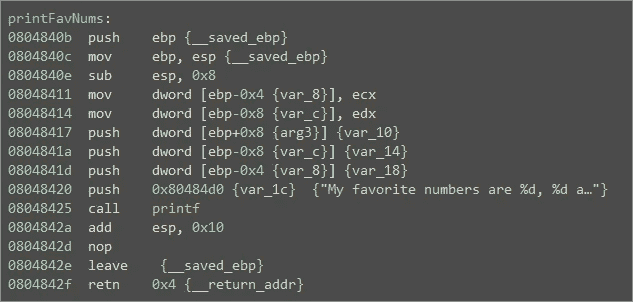 printFavNums:
0804840b push ebp {__saved_ebp}
0804840c mov ebp, esp {__saved_ebp}
0804840e sub esp, 0x8
08048411 mov dword [ebp-0x4 {var_8}], ecx
08048414 mov dword [ebp-0x8 {var_c}], edx
08048417 push dword [ebp+0x8 {arg3}] {var_10}
0804841a push dword [ebp-0x8 {var_c}] {var_14}
0804841d push dword [ebp-0x4 {var_8}] {var_18}
08048420 push 0x80484d0 {var_1c} {"My favorite numbers are %d, %d a…"}
08048425 call printf
0804842a add esp, 0x10
0804842d nop
0804842e leave {__saved_ebp}
0804842f retn 0x4 {__return_addr}